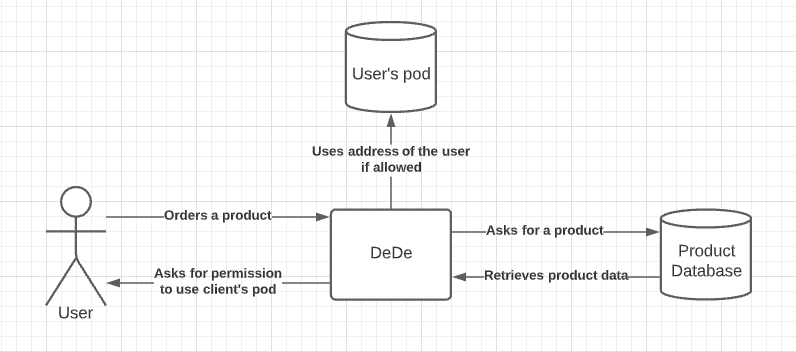 User's pod
Uses address of the user
if allowed
Orders a product
DeDe
Asks for a product
Product
Database
Asks for permission
to use client's pod
Retrieves product data
User